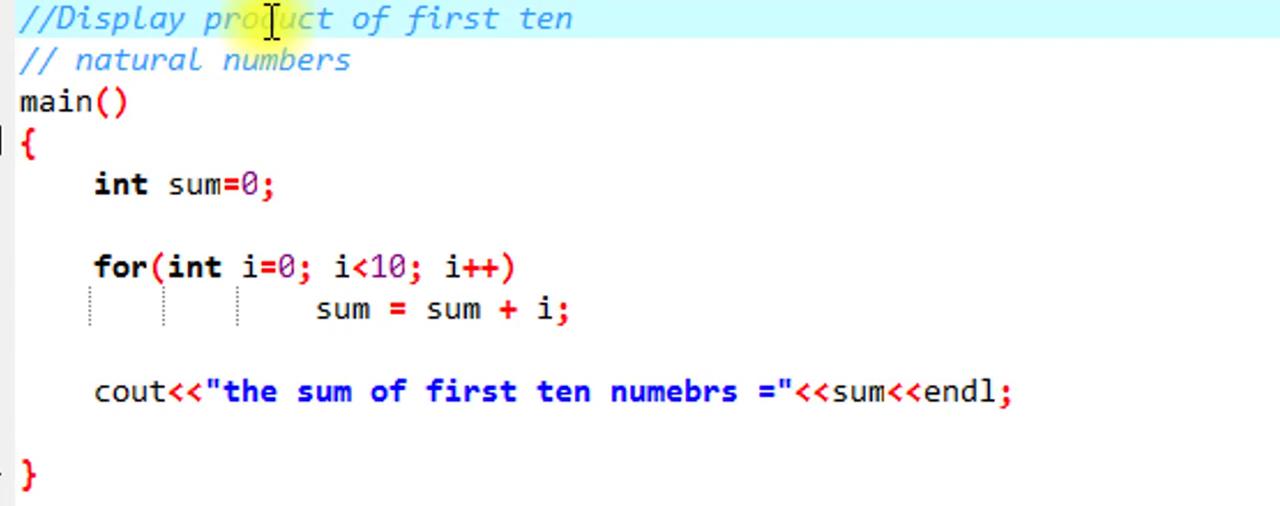 //Display product of first ten
// natural numbers
main()
{
int sum=0;
for(int i=0; i<10; i++)
sum = sum + i;
cout<<"the sum of first ten numebrs ="<<sum<<endl;
}